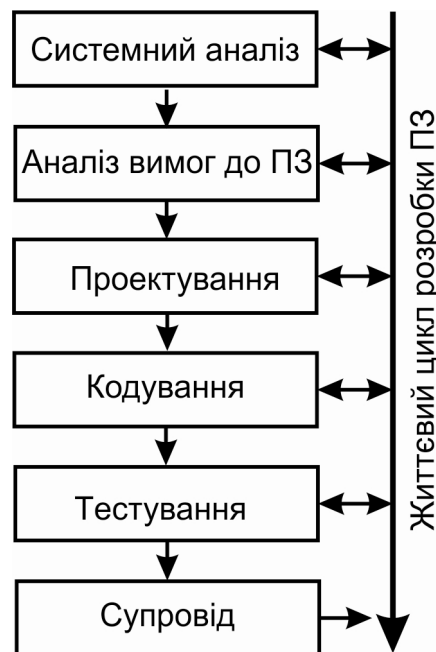 Системний аналіз
Аналіз вимог до ПЗ
Проектування
Кодування
Тестування
Супровід
Життєвий цикл розробки ПЗ